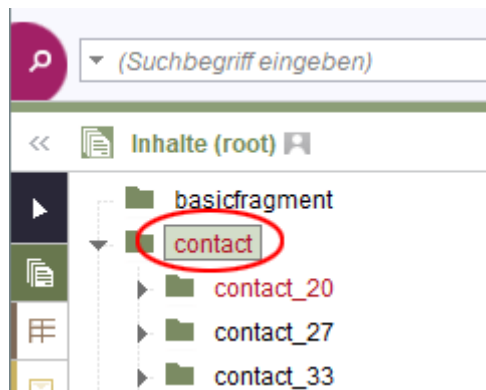 (Suchbegriff eingeben)
Inhalte (root)
basicfragment
contact
contact_20
contact_27
contact_33